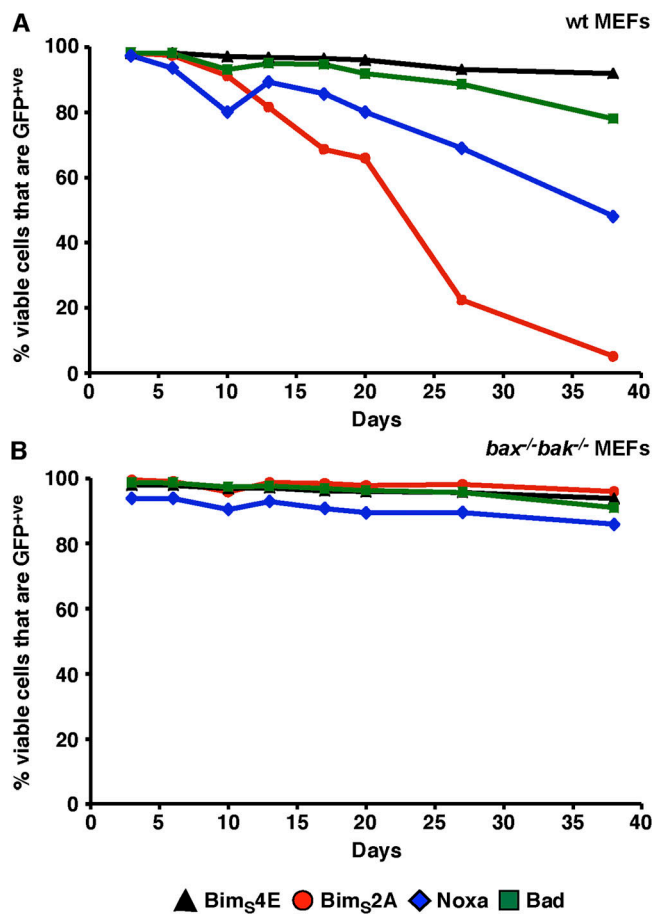 A
wt MEFs
% viable cells that are GFP+ve
100
80
60
40
20
0
0 5 10 15 20 25 30 35 40
Days
B
bax-/-bak-/- MEFs
% viable cells that are GFP+ve
100
80
60
40
20
0
0 5 10 15 20 25 30 35 40
Days
BimS4E BimS2A Noxa Bad